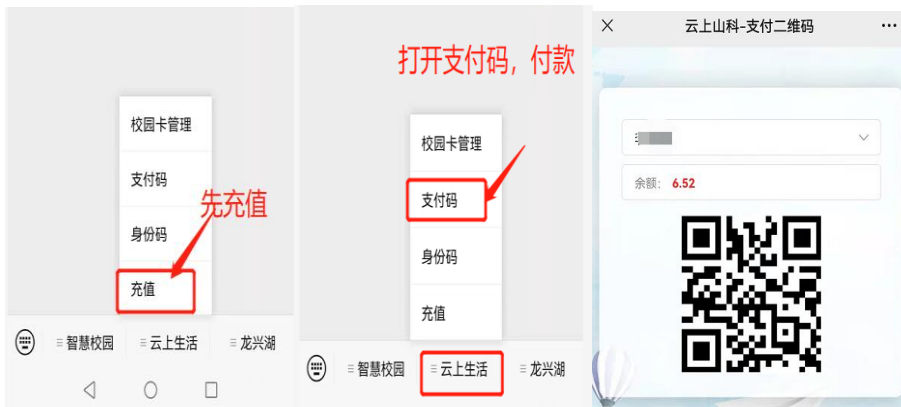 校园卡管理
支付码
先充值
身份码
充值
智慧校园
云上生活
龙兴湖
打开支付码，付款
校园卡管理
支付码
身份码
充值
智慧校园
云上生活
龙兴湖
云上山科-支付二维码
余额：6.52